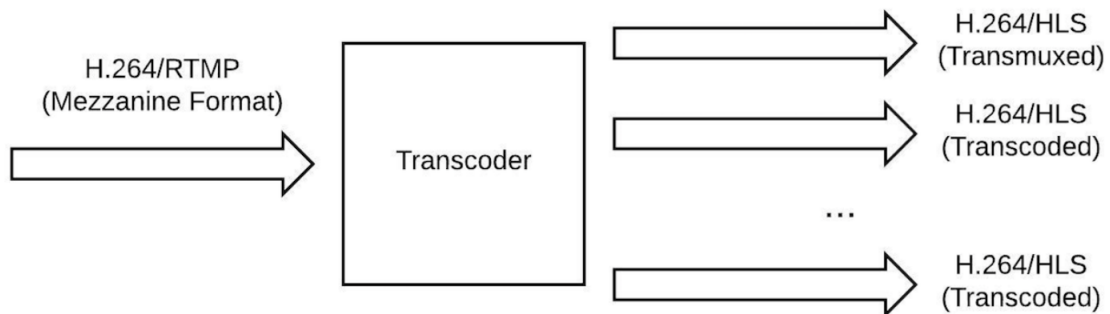 H.264/RTMP
(Mezzanine Format)
Transcoder
H.264/HLS
(Transmuxed)
H.264/HLS
(Transcoded)
...
H.264/HLS
(Transcoded)